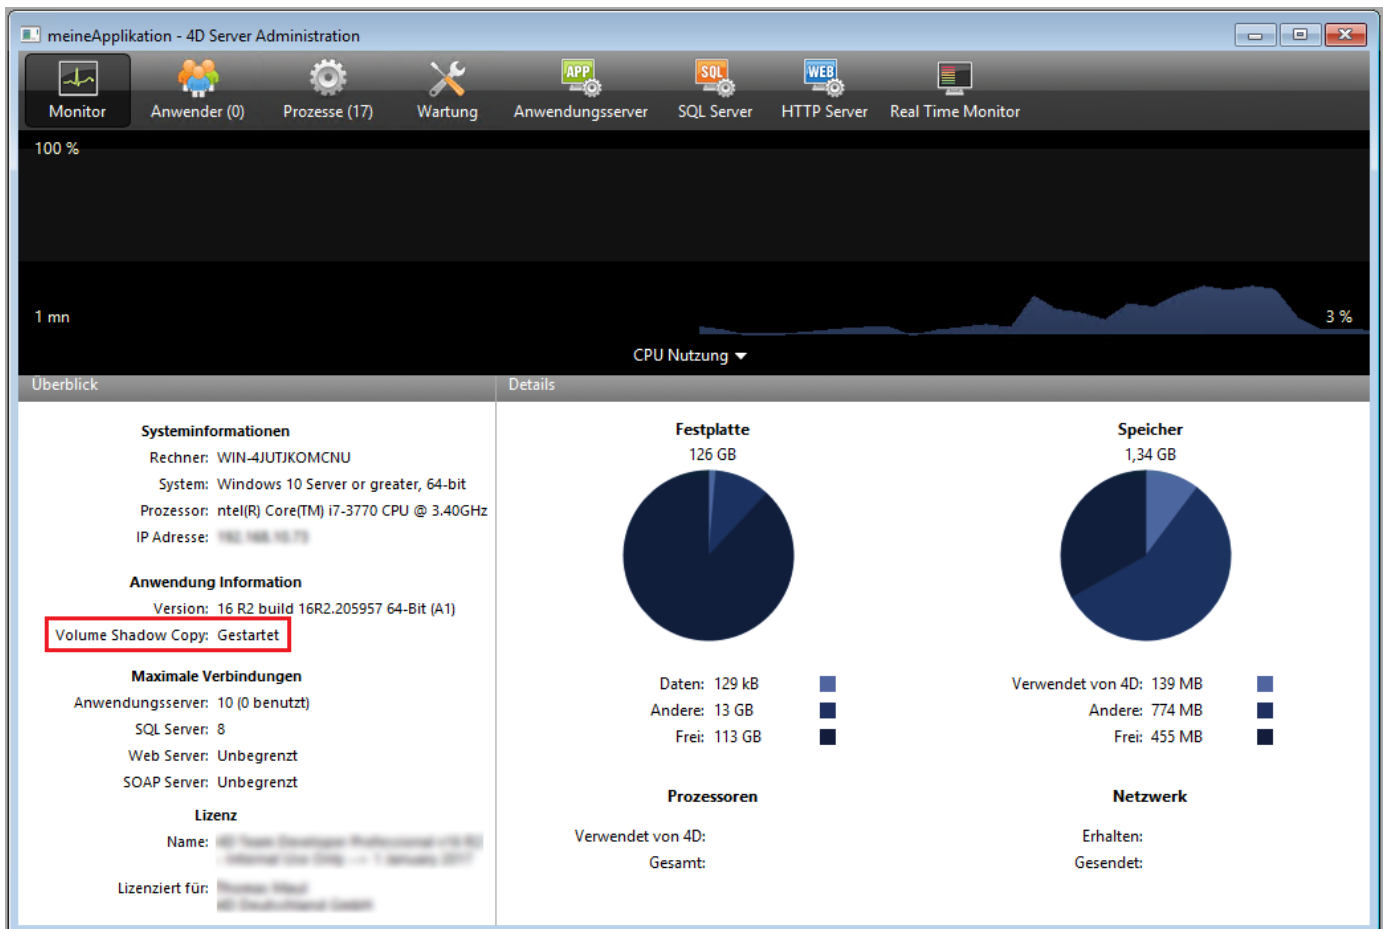 meineApplikation - 4D Server Administration
Monitor
Anwender (0)
Prozesse (17)
Wartung
APP
Anwendungsserver
SQL
SQL Server
WEB
HTTP Server
Real Time Monitor
100 %
1 mn
3 %
CPU Nutzung
Überblick
Details
Systeminformationen
Rechner: WIN-4JUTJKOMCNU
System: Windows 10 Server or greater, 64-bit
Prozessor: ntel(R) Core(TM) i7-3770 CPU @ 3.40GHz
IP Adresse:
Anwendung Information
Version: 16 R2 build 16R2.205957 64-Bit (A1)
Volume Shadow Copy: Gestartet
Maximale Verbindungen
Anwendungsserver: 10 (0 benutzt)
SQL Server: 8
Web Server: Unbegrenzt
SOAP Server: Unbegrenzt
Lizenz
Name:
Lizenziert für:
Festplatte
126 GB
Daten: 129 kB
Andere: 13 GB
Frei: 113 GB
Prozessoren
Verwendet von 4D:
Gesamt:
Speicher
1,34 GB
Verwendet von 4D: 139 MB
Andere: 774 MB
Frei: 455 MB
Netzwerk
Erhalten:
Gesendet: